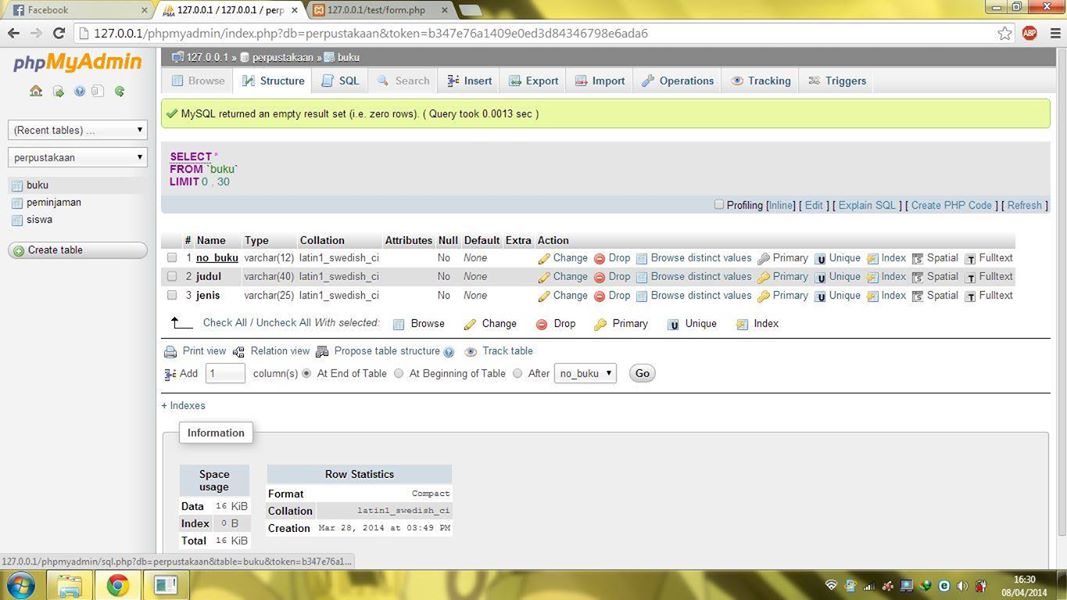 Facebook
127.0.0.1 / 127.0.0.1 / perp
127.0.0.1/test/form.php
127.0.0.1/phpmyadmin/index.php?db=perpustakaan&token=b347e76a1409e0ed3d84346798e6ada6
ABP
phpMyAdmin
(Recent tables) ...
perpustakaan
buku
peminjaman
siswa
Create table
127.0.0.1 » perpustakaan » buku
Browse Structure SQL Search Insert Export Import Operations Tracking Triggers
MySQL returned an empty result set (i.e. zero rows). ( Query took 0.0013 sec )
SELECT *
FROM `buku`
LIMIT 0 , 30
Profiling [Inline] [ Edit ] [ Explain SQL ] [ Create PHP Code ] [ Refresh ]
# Name Type Collation Attributes Null Default Extra Action
1 no_buku varchar(12) latin1_swedish_ci No None Change Drop Browse distinct values Primary Unique Index Spatial Fulltext
2 judul varchar(40) latin1_swedish_ci No None Change Drop Browse distinct values Primary Unique Index Spatial Fulltext
3 jenis varchar(25) latin1_swedish_ci No None Change Drop Browse distinct values Primary Unique Index Spatial Fulltext
Check All / Uncheck All With selected: Browse Change Drop Primary Unique Index
Print view Relation view Propose table structure Track table
Add 1 column(s) At End of Table At Beginning of Table After no_buku Go
+ Indexes
Information
Space usage
Data 16 KiB
Index 0 B
Total 16 KiB
Row Statistics
Format Compact
Collation latin1_swedish_ci
Creation Mar 28, 2014 at 03:49 PM
127.0.0.1/phpmyadmin/sql.php?db=perpustakaan&table=buku&token=b347e76a1...
16:30
08/04/2014